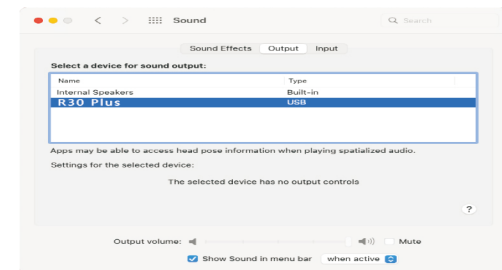 Sound
Search
Sound Effects Output Input
Select a device for sound output:
Name Type
Internal Speakers Built-in
R30 Plus USB
Apps may be able to access head pose information when playing spatialized audio.
Settings for the selected device:
The selected device has no output controls
?
Output volume: Mute
Show Sound in menu bar when active